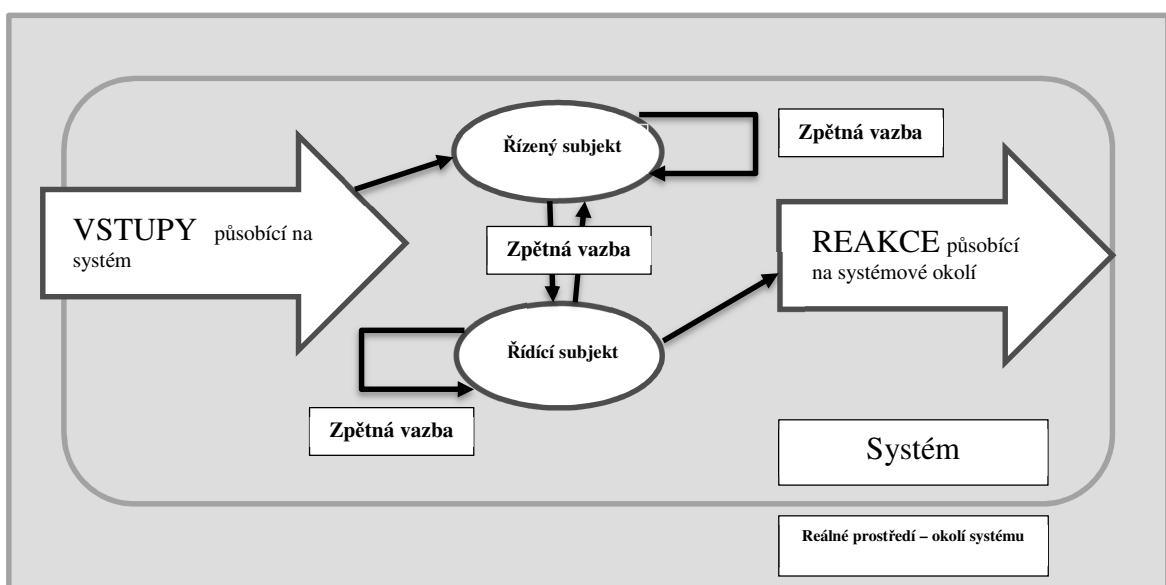 Řízený subjekt
Zpětná vazba
VSTUPY působící na
systém
Zpětná vazba
REAKCE působící
na systémové okolí
Řídící subjekt
Zpětná vazba
Systém
Reálné prostředí – okolí systému